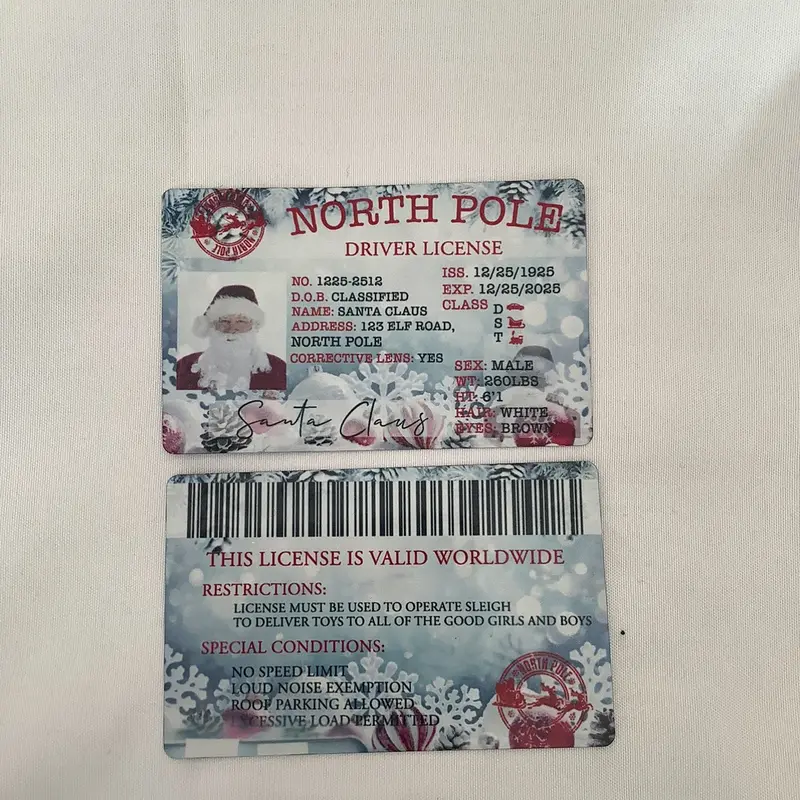 NORTH POLE
DRIVER LICENSE
NORTH POLE
NO. 1225-2512
D.O.B. CLASSIFIED
NAME: SANTA CLAUS
ADDRESS: 123 ELF ROAD,
NORTH POLE
CORRECTIVE LENS: YES
ISS. 12/25/1925
EXP. 12/25/2025
CLASS D
S
T
SEX: MALE
WT: 260LBS
HT: 6'1
HAIR: WHITE
EYES: BROWN
Santa Claus
THIS LICENSE IS VALID WORLDWIDE
RESTRICTIONS:
LICENSE MUST BE USED TO OPERATE SLEIGH
TO DELIVER TOYS TO ALL OF THE GOOD GIRLS AND BOYS
SPECIAL CONDITIONS:
NO SPEED LIMIT
LOUD NOISE EXEMPTION
ROOF PARKING ALLOWED
EXCESSIVE LOAD PERMITTED
NORTH POLE